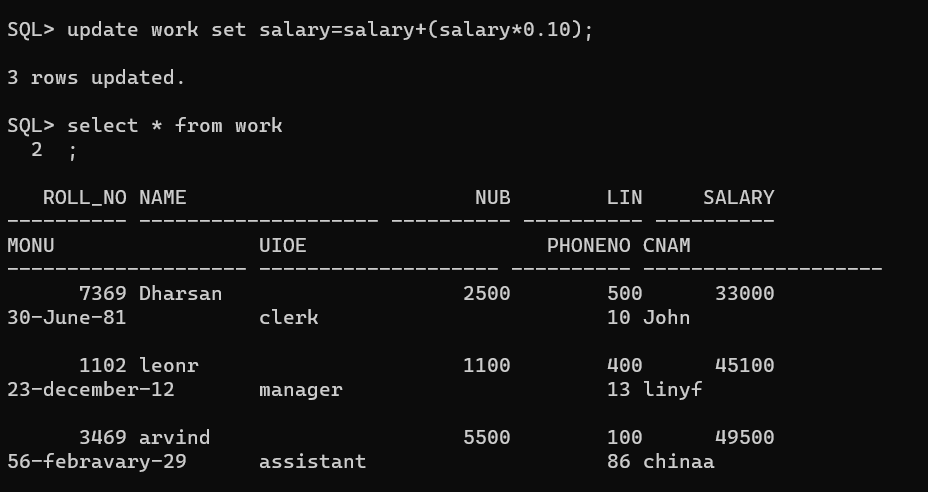 SQL> update work set salary=salary+(salary*0.10);
3 rows updated.
SQL> select * from work
  2  ;
   ROLL_NO NAME                        NUB        LIN     SALARY
---------- -------------------- ---------- ---------- ----------
MONU                 UIOE                    PHONENO CNAM
-------------------- -------------------- ---------- --------------------
      7369 Dharsan                    2500        500      33000
30-June-81           clerk                        10 John
      1102 leonr                      1100        400      45100
23-december-12       manager                      13 linyf
      3469 arvind                     5500        100      49500
56-febravary-29      assistant                    86 chinaa